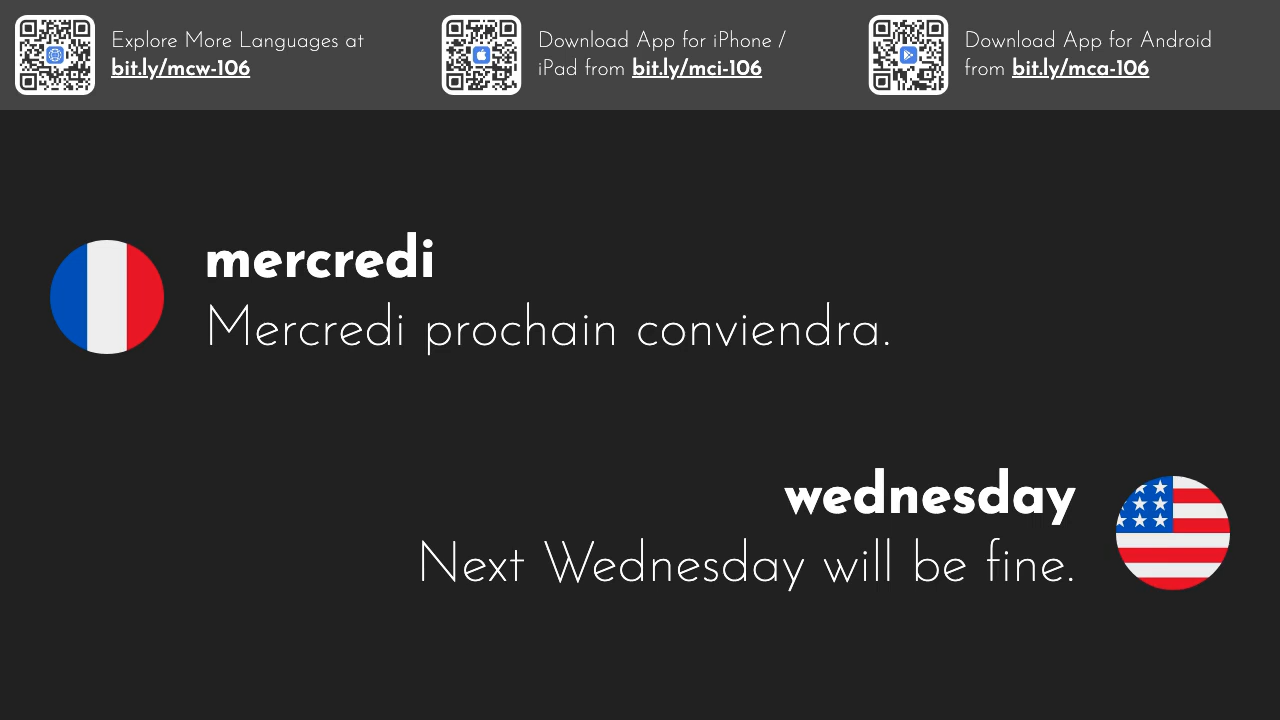 Explore More Languages at
bit.ly/mcw-106
Download App for iPhone /
iPad from bit.ly/mci-106
Download App for Android
from bit.ly/mca-106
mercredi
Mercredi prochain conviendra.
wednesday
Next Wednesday will be fine.